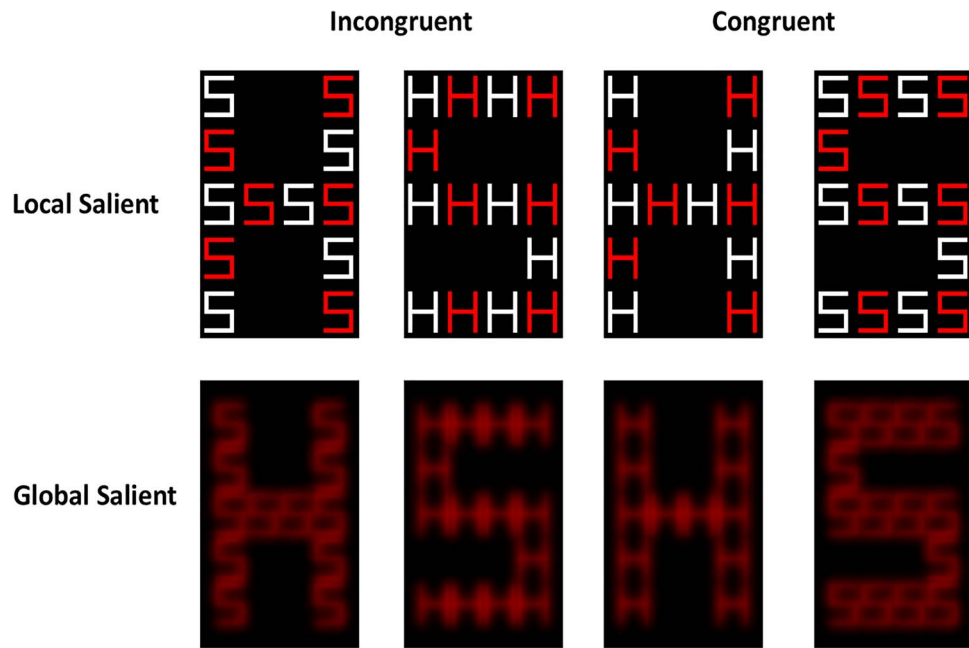 Incongruent Congruent
S S H H H H H H S S S S
S S H H H S
Local Salient S S S S H H H H H H H H S S S S
S S H H H S
S S H H H H H H S S S S
Global Salient